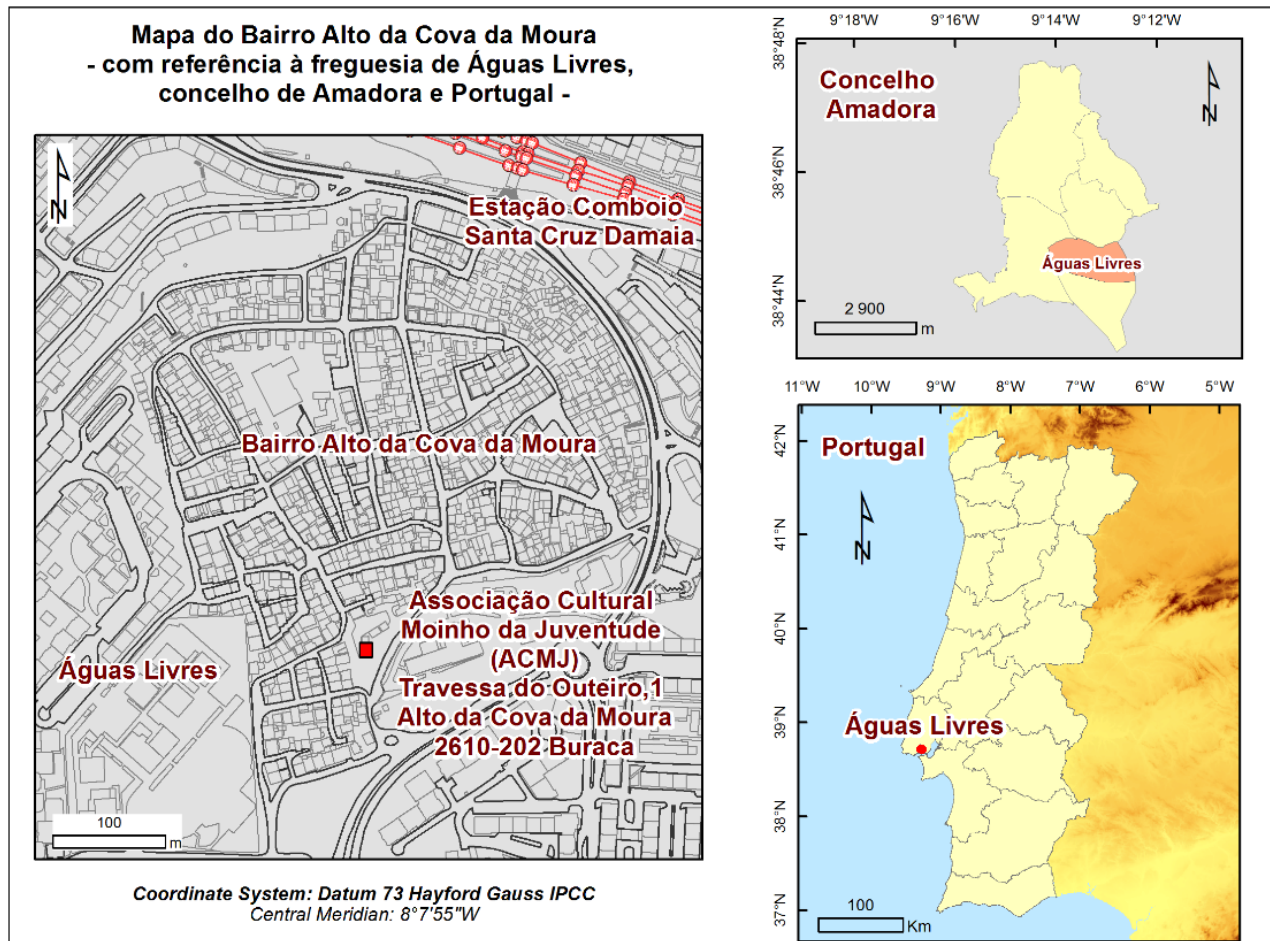 Mapa do Bairro Alto da Cova da Moura
- com referência à freguesia de Águas Livres,
concelho de Amadora e Portugal -
N
Estação Comboio
Santa Cruz Damaia
Bairro Alto da Cova da Moura
Associação Cultural
Moinho da Juventude
(ACMJ)
Travessa do Outeiro,1
Alto da Cova da Moura
2610-202 Buraca
Águas Livres
100
m
Coordinate System: Datum 73 Hayford Gauss IPCC
Central Meridian: 8°7'55"W
9°18'W 9°16'W 9°14'W 9°12'W
38°48'N
38°46'N
38°44'N
Concelho
Amadora
N
Águas Livres
2 900
m
11°W 10°W 9°W 8°W 7°W 6°W 5°W
42°N
41°N
40°N
39°N
38°N
37°N
Portugal
N
Águas Livres
100
Km